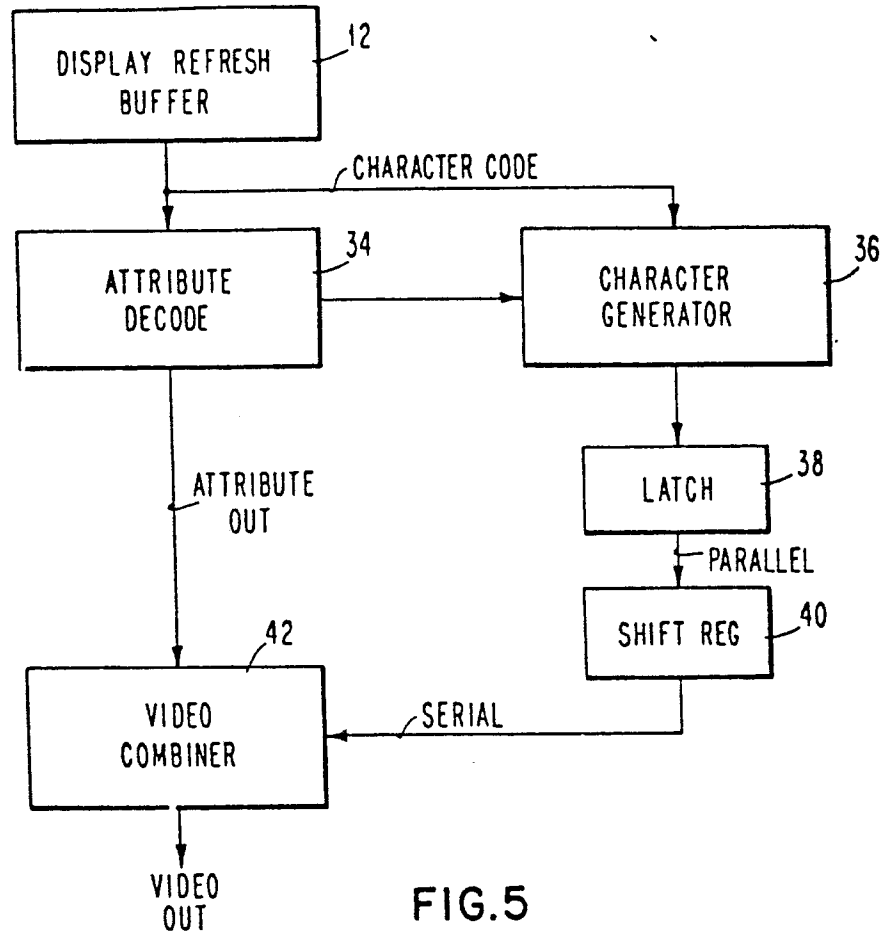 12
DISPLAY REFRESH
BUFFER
CHARACTER CODE
34
ATTRIBUTE
DECODE
36
CHARACTER
GENERATOR
38
LATCH
ATTRIBUTE
OUT
PARALLEL
40
SHIFT REG
42
VIDEO
COMBINER
SERIAL
VIDEO
OUT
FIG.5